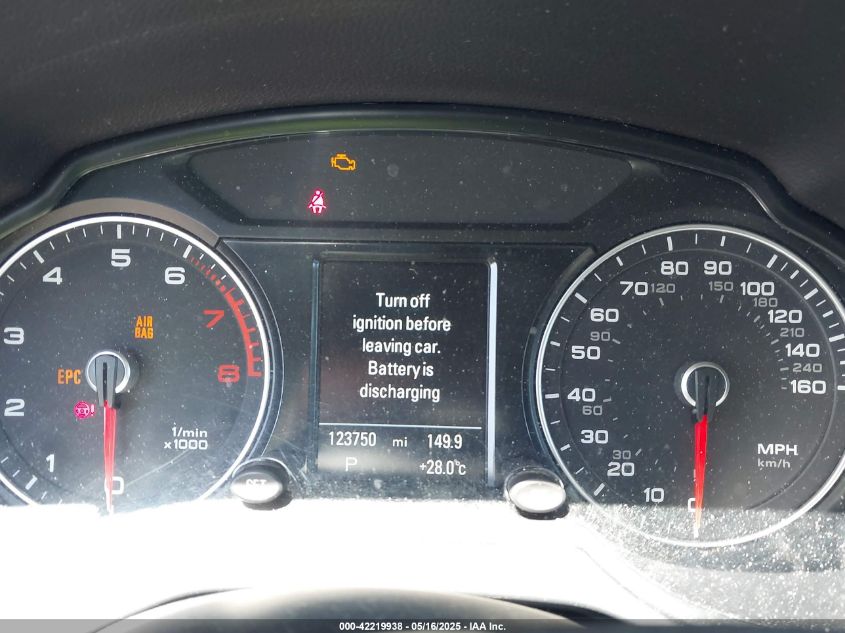 5
4
6
3
AIR
BAG
7
EPC
8
2
1/min
x1000
1
0
SET
Turn off
ignition before
leaving car.
Battery is
discharging
123750 mi 149.9
P +28.0°C
80 90
70 120 150 100
180
60 120
90 210
50 140
240
40 160
60
30 MPH
30 km/h
20
10
0
000-42219938 - 05/16/2025 - IAA Inc.